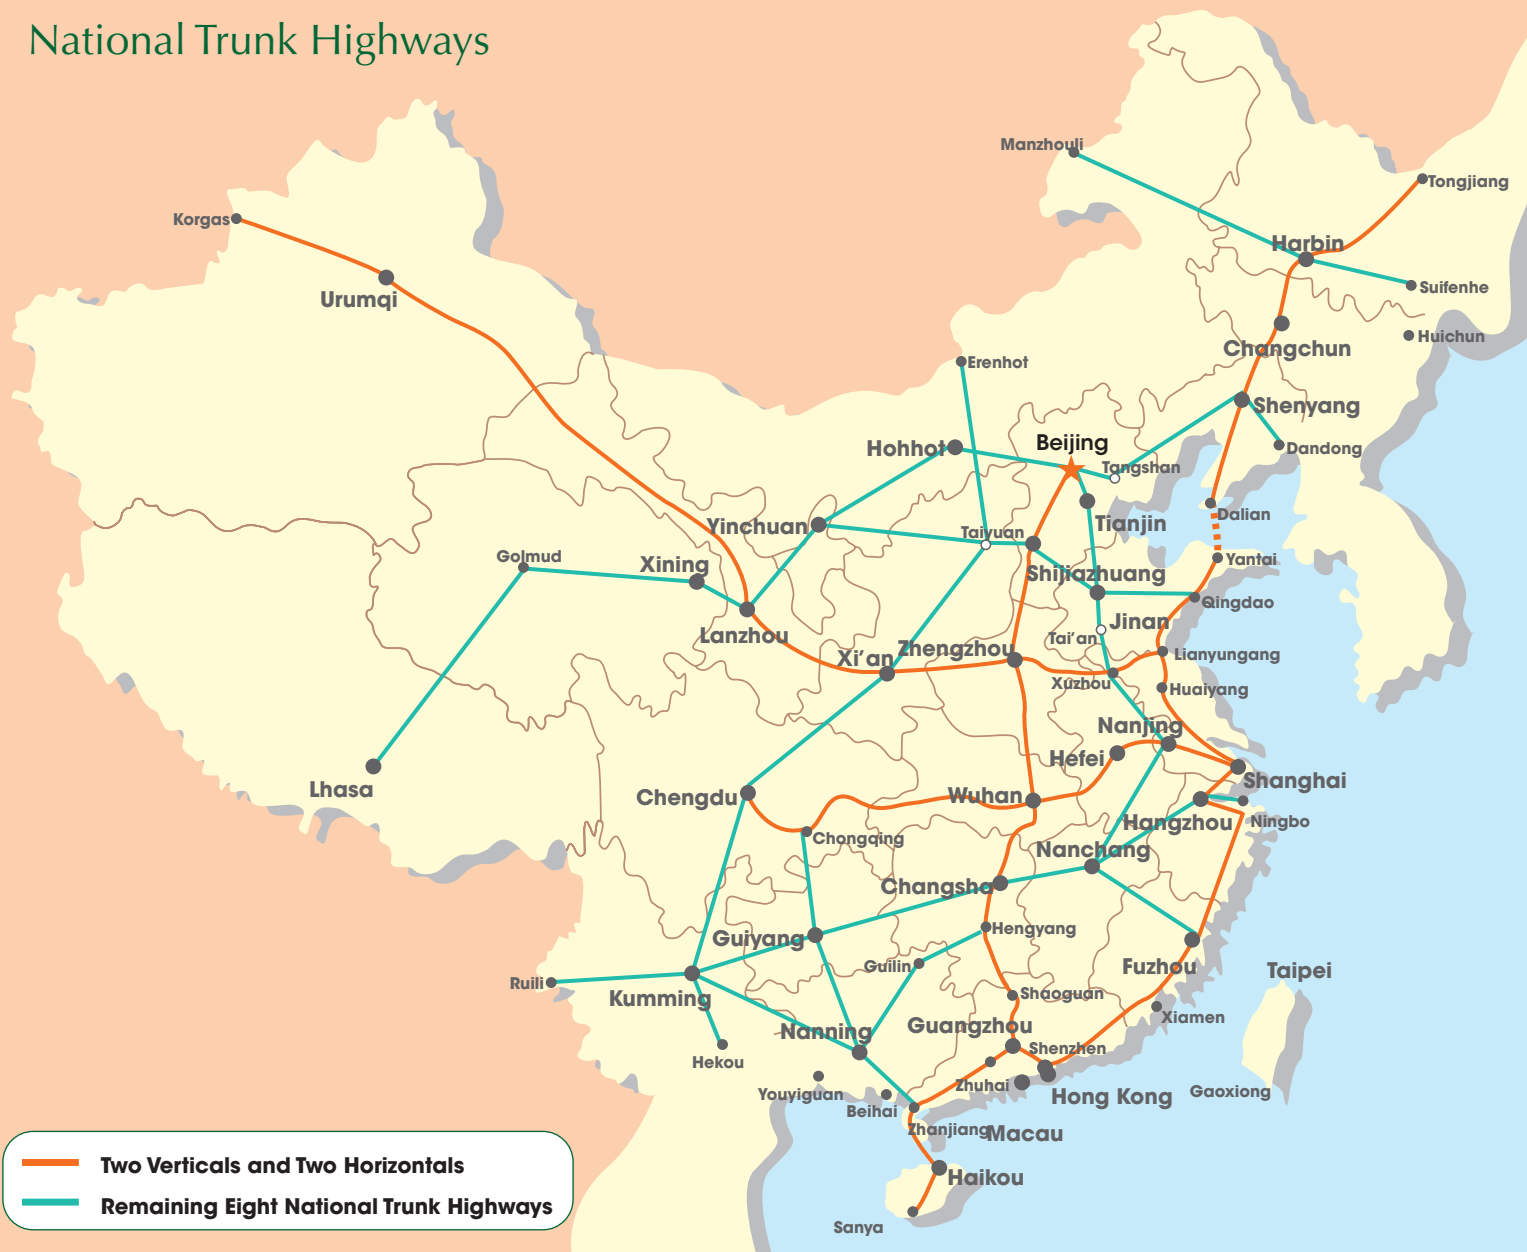 National Trunk Highways
Manzhouli
Tongjiang
Korgas
Harbin
Suifenhe
Urumqi
Huichun
Changchun
Erenhot
Shenyang
Hohhot
Beijing
Dandong
Tangshan
Dalian
Yinchuan
Taiyuan
Tianjin
Golmud
Xining
Yantai
Shijiazhuang
Qingdao
Lanzhou
Jinan
Tai’an
Xi’an
Zhengzhou
Lianyungang
Xuzhou
Huaiyang
Nanjing
Hefei
Lhasa
Shanghai
Chengdu
Wuhan
Hangzhou
Ningbo
Chongqing
Nanchang
Changsha
Hengyang
Guiyang
Guilin
Fuzhou
Taipei
Ruili
Kumming
Shaoguan
Xiamen
Guangzhou
Nanning
Shenzhen
Hekou
Zhuhai
Youyiguan
Hong Kong
Gaoxiong
Beihai
Zhanjiang
Macau
Haikou
Sanya
Two Verticals and Two Horizontals
Remaining Eight National Trunk Highways